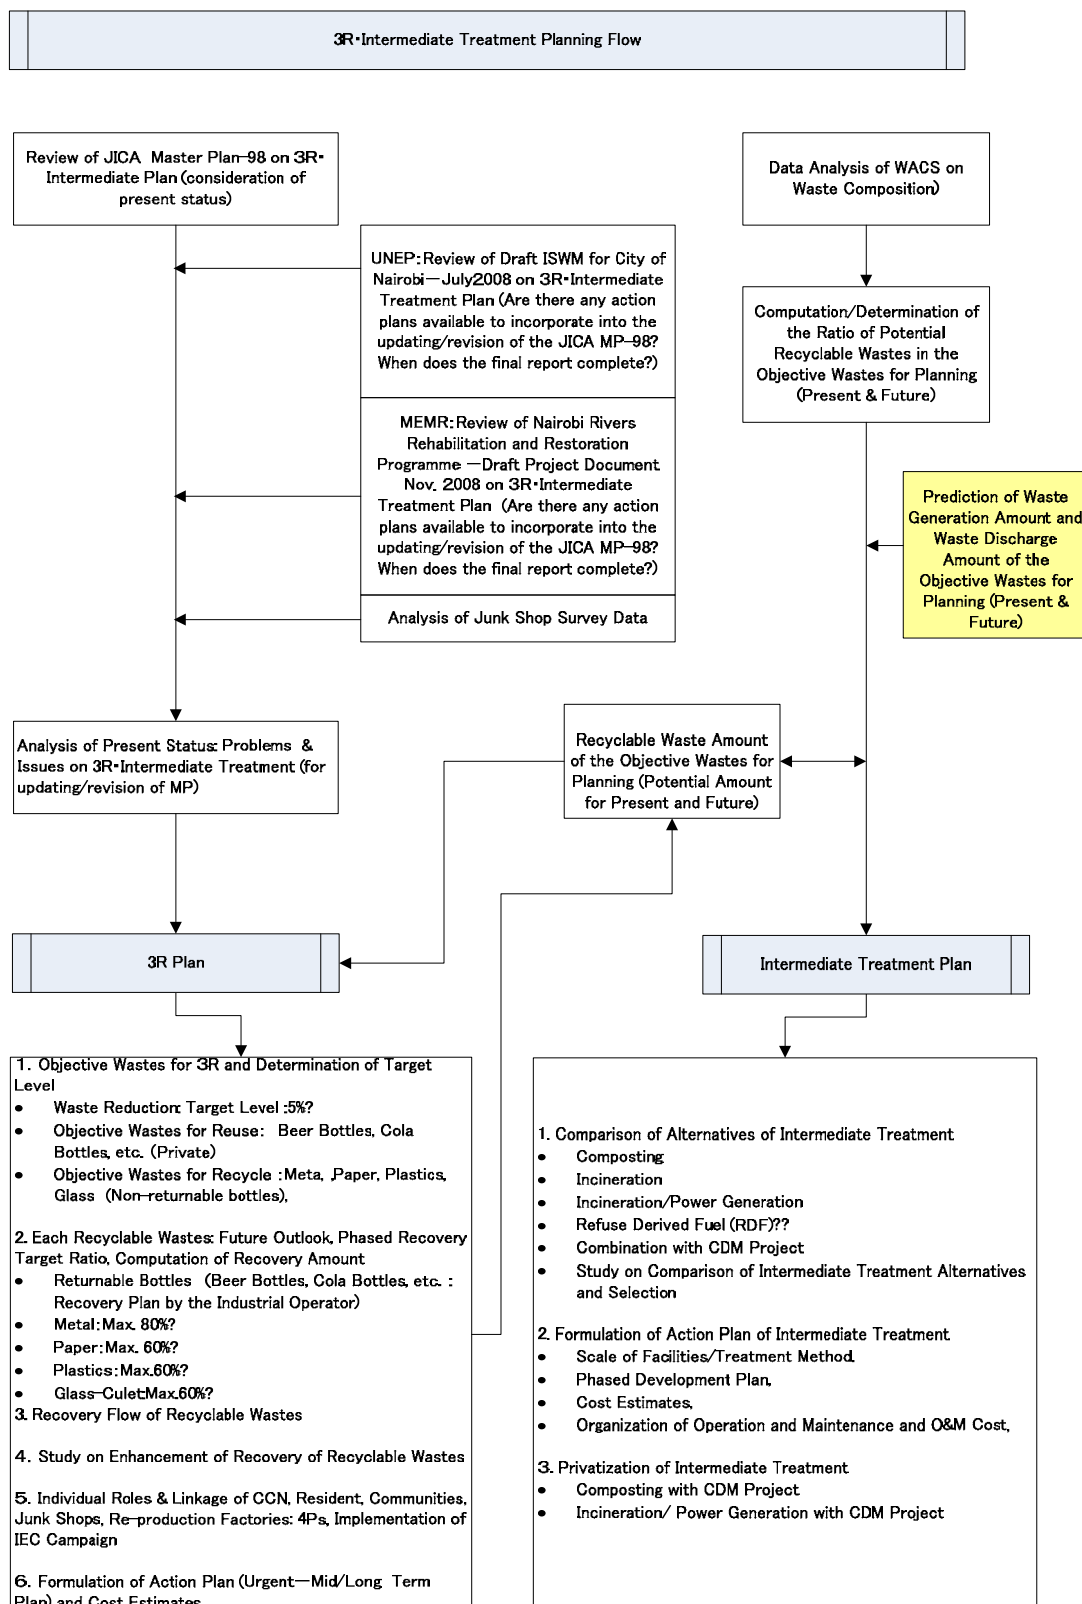 3R・Intermediate Treatment Planning Flow
Review of JICA Master Plan-98 on 3R・
Intermediate Plan (consideration of
present status)
Data Analysis of WACS on
Waste Composition)
UNEP: Review of Draft ISWM for City of
Nairobi—July2008 on 3R・Intermediate
Treatment Plan (Are there any action
plans available to incorporate into the
updating/revision of the JICA MP-98?
When does the final report complete?)
Computation/Determination of
the Ratio of Potential
Recyclable Wastes in the
Objective Wastes for Planning
(Present & Future)
MEMR: Review of Nairobi Rivers
Rehabilitation and Restoration
Programme —Draft Project Document
Nov. 2008 on 3R・Intermediate
Treatment Plan (Are there any action
plans available to incorporate into the
updating/revision of the JICA MP-98?
When does the final report complete?)
Prediction of Waste
Generation Amount and
Waste Discharge
Amount of the
Objective Wastes for
Planning (Present &
Future)
Analysis of Junk Shop Survey Data
Analysis of Present Status: Problems &
Issues on 3R・Intermediate Treatment (for
updating/revision of MP)
Recyclable Waste Amount
of the Objective Wastes for
Planning (Potential Amount
for Present and Future)
3R Plan
Intermediate Treatment Plan
1. Objective Wastes for 3R and Determination of Target
Level
• Waste Reduction: Target Level :5%?
• Objective Wastes for Reuse: Beer Bottles, Cola
Bottles, etc. (Private)
• Objective Wastes for Recycle : Meta, ,Paper, Plastics,
Glass (Non-returnable bottles),
2. Each Recyclable Wastes: Future Outlook, Phased Recovery
Target Ratio, Computation of Recovery Amount
• Returnable Bottles (Beer Bottles, Cola Bottles, etc. :
Recovery Plan by the Industrial Operator)
• Metal: Max. 80%?
• Paper: Max. 60%?
• Plastics: Max.60%?
• Glass-Culet:Max.60%?
3. Recovery Flow of Recyclable Wastes
4. Study on Enhancement of Recovery of Recyclable Wastes
5. Individual Roles & Linkage of CCN, Resident, Communities,
Junk Shops, Re-production Factories: 4Ps, Implementation of
IEC Campaign
6. Formulation of Action Plan (Urgent—Mid/Long Term
Plan) and Cost Estimates
1. Comparison of Alternatives of Intermediate Treatment
• Composting
• Incineration
• Incineration/Power Generation
• Refuse Derived Fuel (RDF)??
• Combination with CDM Project
• Study on Comparison of Intermediate Treatment Alternatives
and Selection
2. Formulation of Action Plan of Intermediate Treatment
• Scale of Facilities/Treatment Method,
• Phased Development Plan,
• Cost Estimates,
• Organization of Operation and Maintenance and O&M Cost,
3. Privatization of Intermediate Treatment
• Composting with CDM Project
• Incineration/ Power Generation with CDM Project